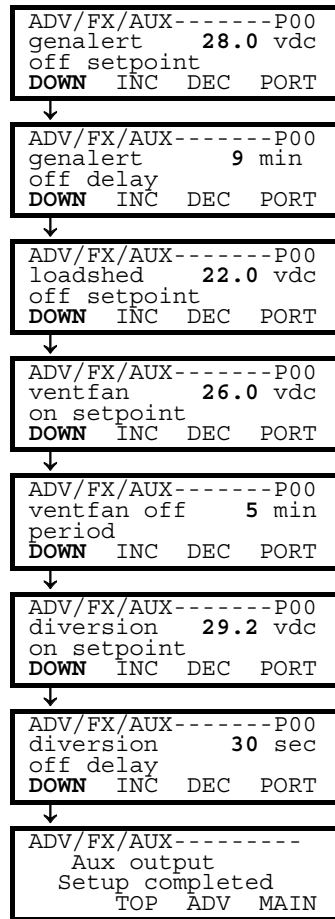 ADV/FX/AUX-------P00
genalert 28.0 vdc
off setpoint
DOWN INC DEC PORT
↓
ADV/FX/AUX-------P00
genalert 9 min
off delay
DOWN INC DEC PORT
↓
ADV/FX/AUX-------P00
loadshed 22.0 vdc
off setpoint
DOWN INC DEC PORT
↓
ADV/FX/AUX-------P00
ventfan 26.0 vdc
on setpoint
DOWN INC DEC PORT
↓
ADV/FX/AUX-------P00
ventfan off 5 min
period
DOWN INC DEC PORT
↓
ADV/FX/AUX-------P00
diversion 29.2 vdc
on setpoint
DOWN INC DEC PORT
↓
ADV/FX/AUX-------P00
diversion 30 sec
off delay
DOWN INC DEC PORT
↓
ADV/FX/AUX---------
Aux output
Setup completed
TOP ADV MAIN